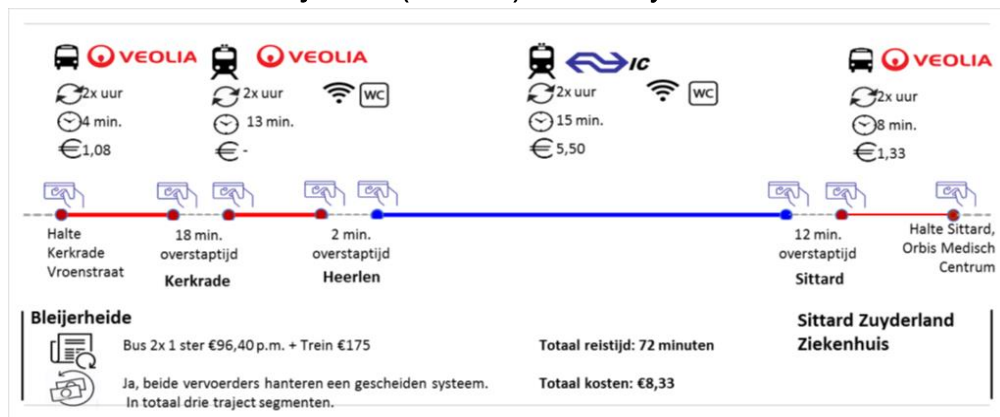 VEOLIA
2x uur
4 min.
€1,08
VEOLIA
2x uur
13 min.
€ -
WC
IC
2x uur
15 min.
€5,50
WC
VEOLIA
2x uur
8 min.
€1,33
Halte
Kerkrade
Vroenstraat
18 min.
overstaptijd
Kerkrade
2 min.
overstaptijd
Heerlen
12 min.
overstaptijd
Sittard
Halte Sittard,
Orbis Medisch
Centrum
Bleijerheide
Sittard Zuyderland
Ziekenhuis
Bus 2x 1 ster €96,40 p.m. + Trein €175
Totaal reistijd: 72 minuten
Ja, beide vervoerders hanteren een gescheiden systeem.
In totaal drie traject segmenten.
Totaal kosten: €8,33